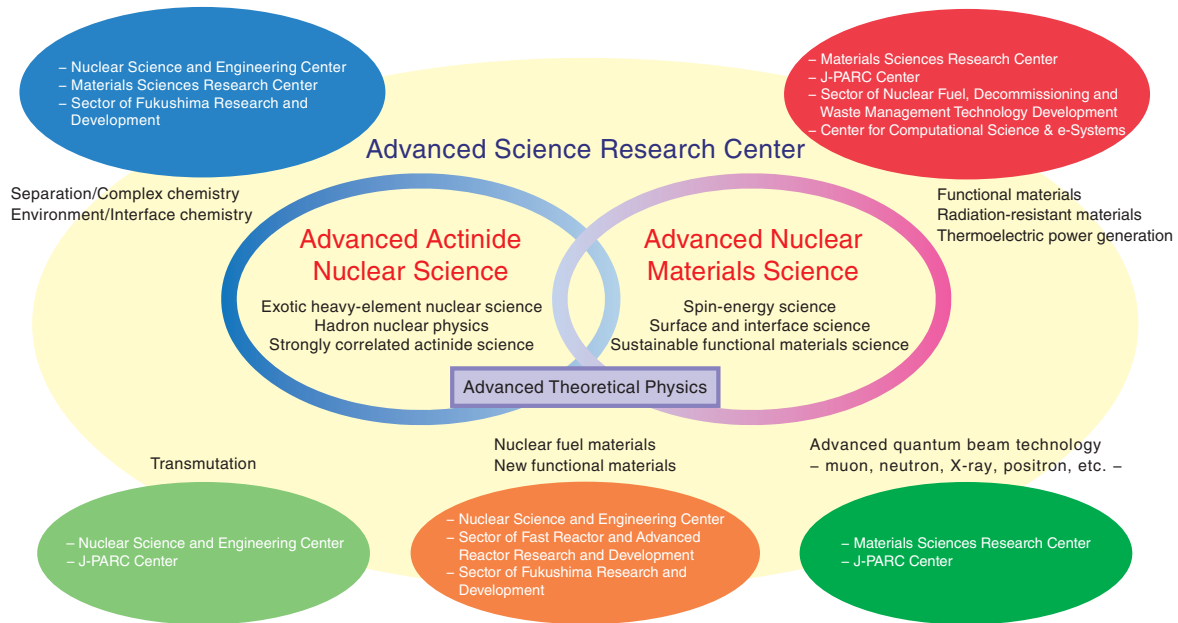 – Nuclear Science and Engineering Center
– Materials Sciences Research Center
– Sector of Fukushima Research and
Development
– Materials Sciences Research Center
– J-PARC Center
– Sector of Nuclear Fuel, Decommissioning and
Waste Management Technology Development
– Center for Computational Science & e-Systems
Advanced Science Research Center
Separation/Complex chemistry
Environment/Interface chemistry
Functional materials
Radiation-resistant materials
Thermoelectric power generation
Advanced Actinide
Nuclear Science
Exotic heavy-element nuclear science
Hadron nuclear physics
Strongly correlated actinide science
Advanced Nuclear
Materials Science
Spin-energy science
Surface and interface science
Sustainable functional materials science
Advanced Theoretical Physics
Transmutation
Nuclear fuel materials
New functional materials
Advanced quantum beam technology
– muon, neutron, X-ray, positron, etc. –
– Nuclear Science and Engineering Center
– J-PARC Center
– Nuclear Science and Engineering Center
– Sector of Fast Reactor and Advanced
Reactor Research and Development
– Sector of Fukushima Research and
Development
– Materials Sciences Research Center
– J-PARC Center